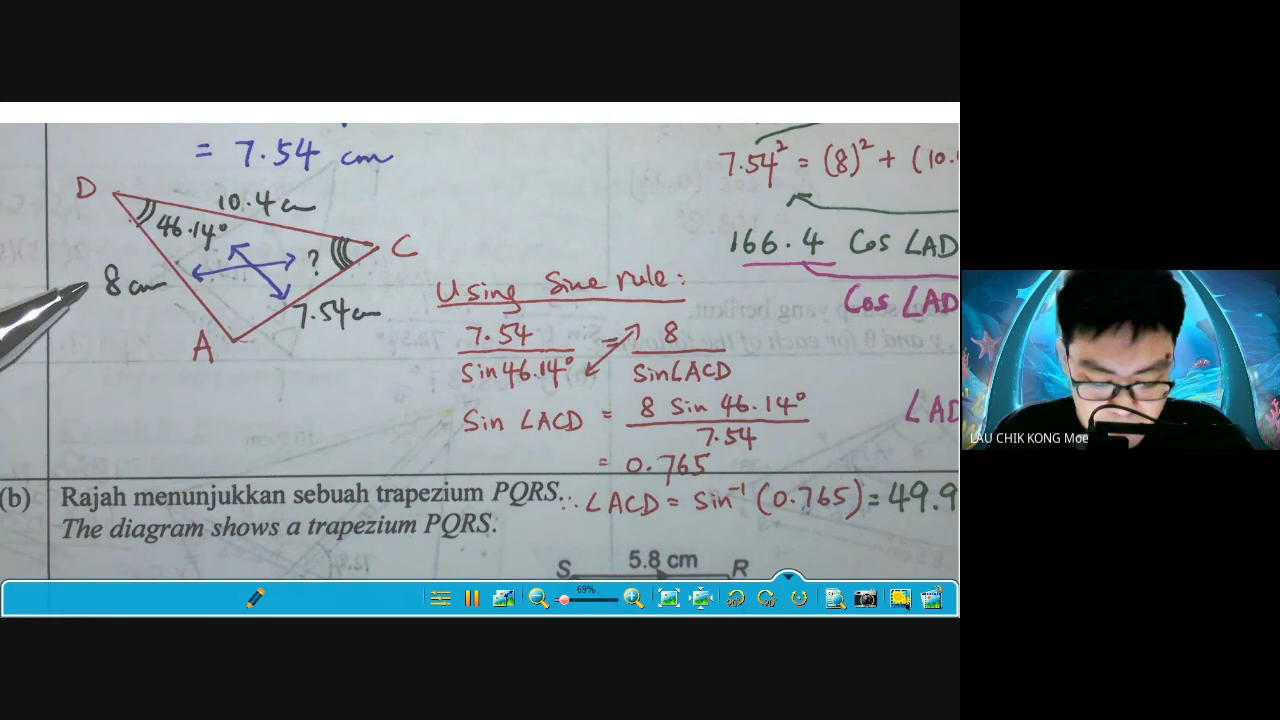 = 7.54 cm
D
10.4 cm
46.14°
?
C
8 cm
7.54 cm
A
Using Sine rule:
7.54 / sin 46.14° = 8 / Sin∠ACD
Sin ∠ACD = 8 Sin 46.14° / 7.54
= 0.765
∴ ∠ACD = Sin⁻¹ (0.765) = 49.9
7.54² = (8)² + (10.
166.4 Cos ∠AD
Cos ∠AD
∠AD
(b) Rajah menunjukkan sebuah trapezium PQRS.
The diagram shows a trapezium PQRS.
S 5.8 cm R
69%
LAU CHIK KONG Moe